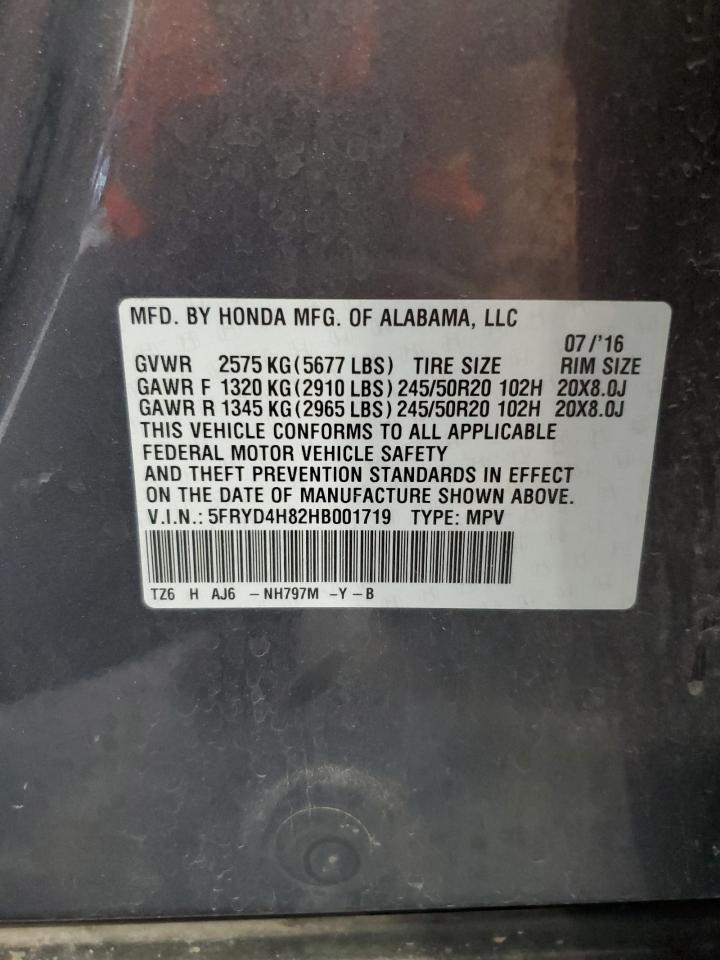 MFD. BY HONDA MFG. OF ALABAMA, LLC
07/'16
GVWR 2575 KG(5677 LBS) TIRE SIZE RIM SIZE
GAWR F 1320 KG(2910 LBS)245/50R20 102H 20X8.0J
GAWR R 1345 KG(2965 LBS)245/50R20 102H 20X8.0J
THIS VEHICLE CONFORMS TO ALL APPLICABLE
FEDERAL MOTOR VEHICLE SAFETY
AND THEFT PREVENTION STANDARDS IN EFFECT
ON THE DATE OF MANUFACTURE SHOWN ABOVE.
V.I.N.: 5FRYD4H82HB001719 TYPE: MPV
TZ6 H AJ6 -NH797M -Y-B